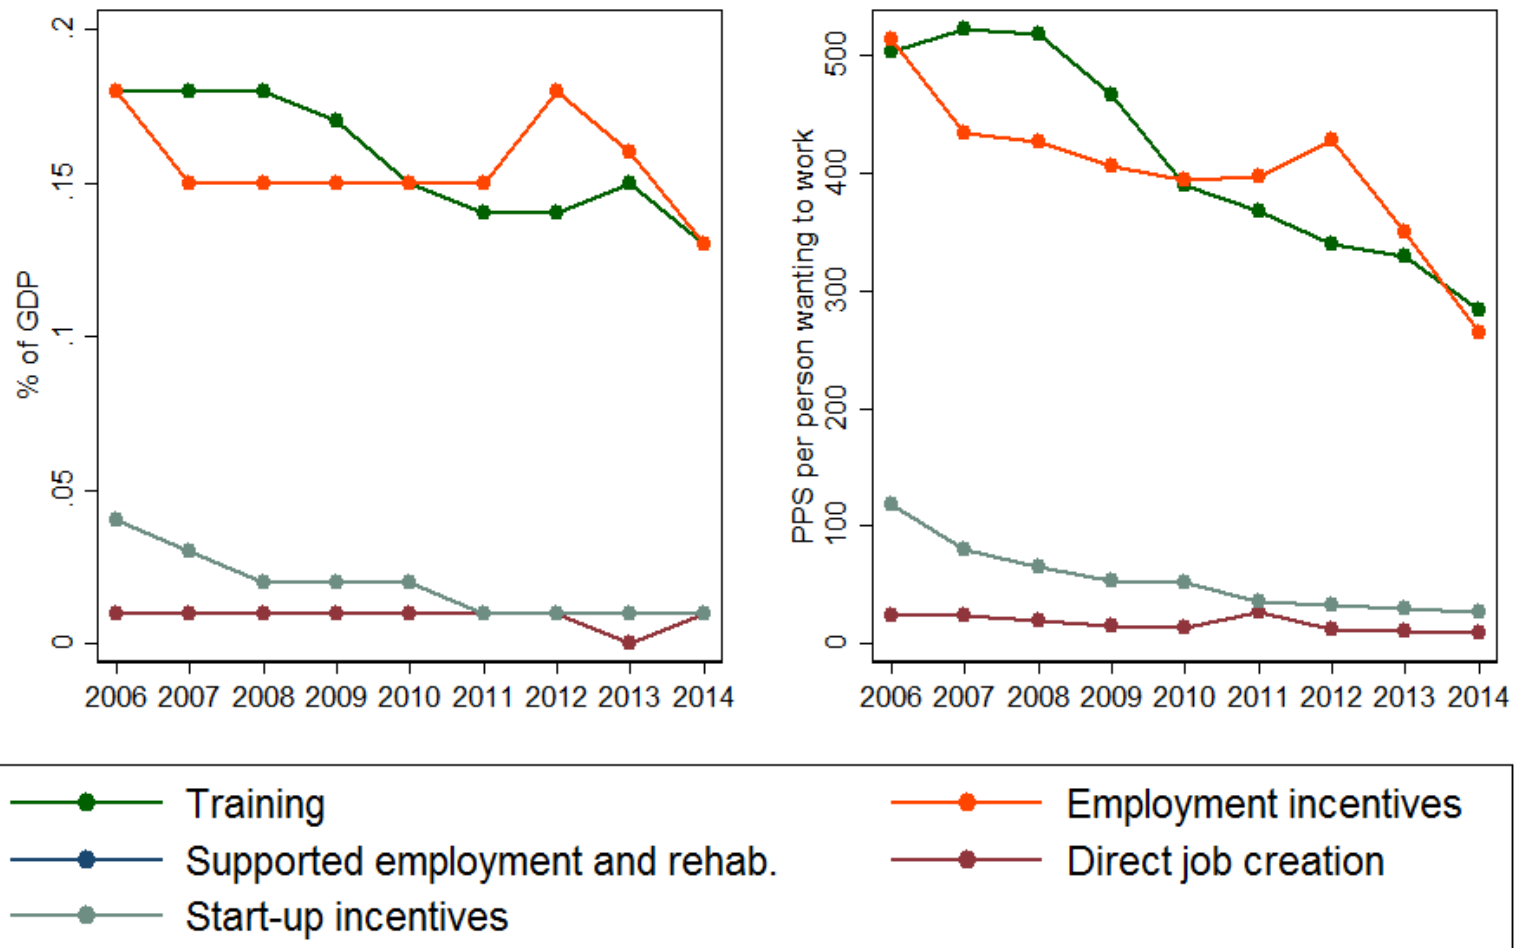 % of GDP
.2
.15
.1
.05
0
2006 2007 2008 2009 2010 2011 2012 2013 2014
PPS per person wanting to work
500
400
300
200
100
0
2006 2007 2008 2009 2010 2011 2012 2013 2014
Training
Employment incentives
Supported employment and rehab.
Direct job creation
Start-up incentives